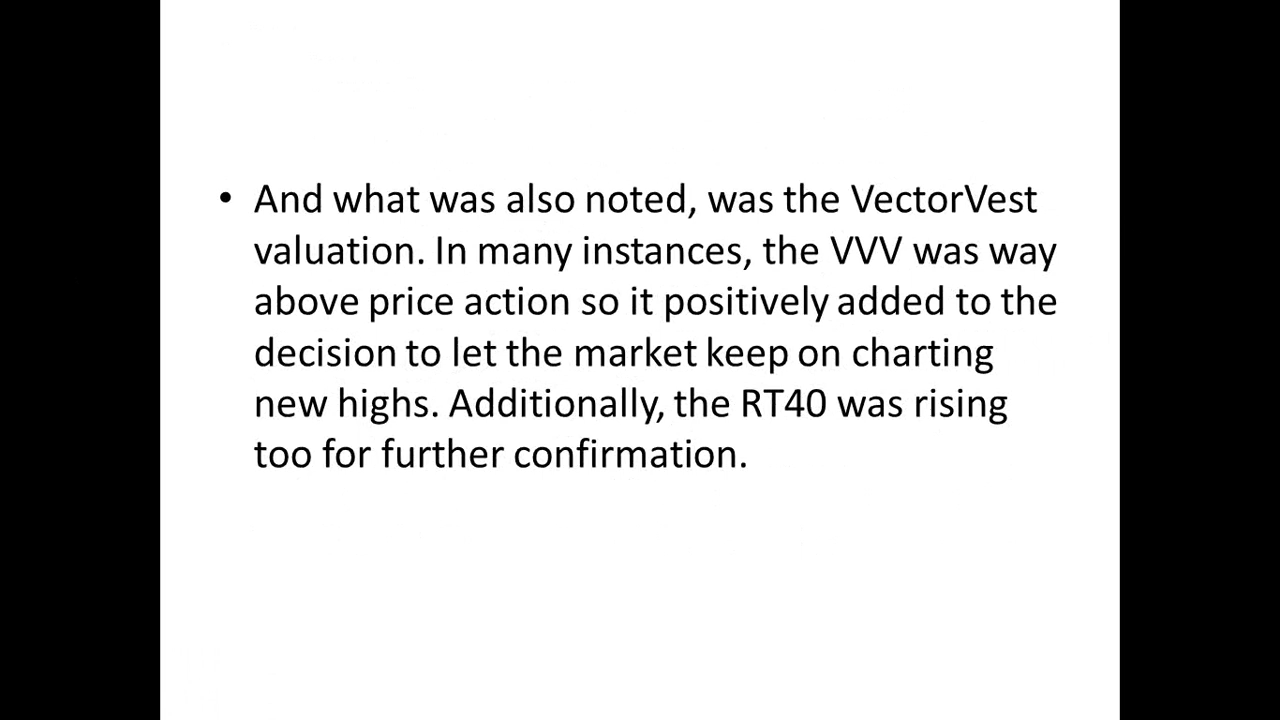 • And what was also noted, was the VectorVest
valuation. In many instances, the VVV was way
above price action so it positively added to the
decision to let the market keep on charting
new highs. Additionally, the RT40 was rising
too for further confirmation.